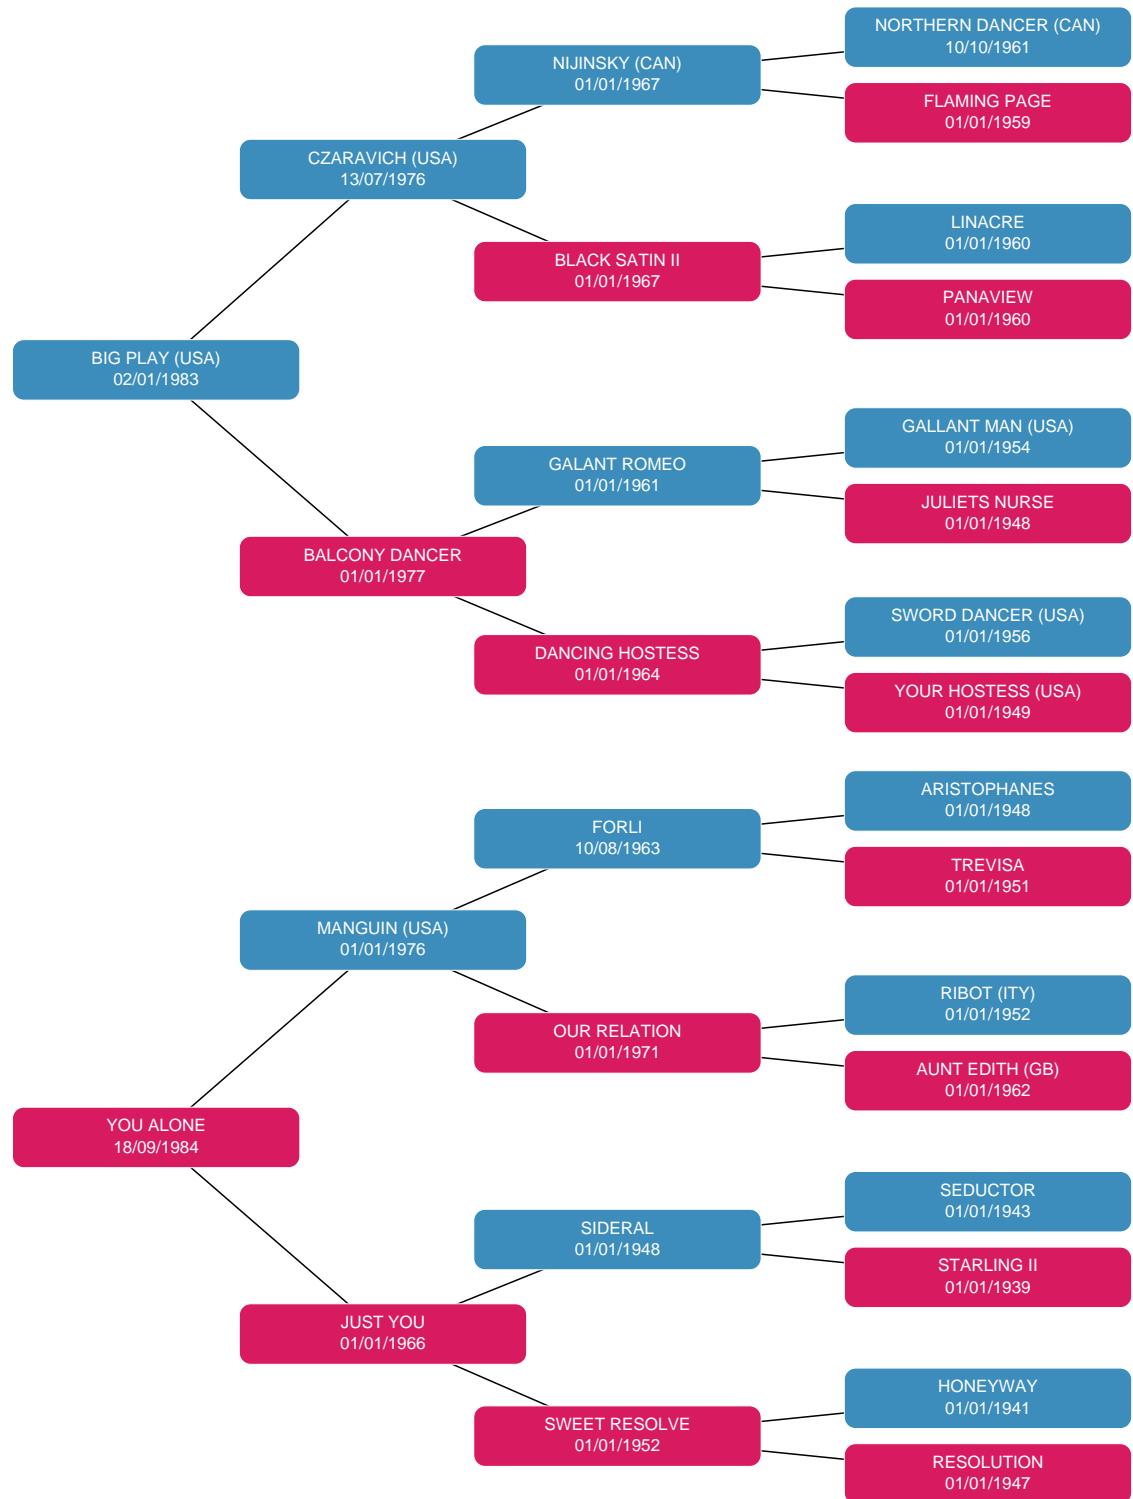 NORTHERN DANCER (CAN)
10/10/1961
NIJINSKY (CAN)
01/01/1967
FLAMING PAGE
01/01/1959
CZARAVICH (USA)
13/07/1976
LINACRE
01/01/1960
BLACK SATIN II
01/01/1967
PANAVIEW
01/01/1960
BIG PLAY (USA)
02/01/1983
GALLANT MAN (USA)
01/01/1954
GALANT ROMEO
01/01/1961
JULIETS NURSE
01/01/1948
BALCONY DANCER
01/01/1977
SWORD DANCER (USA)
01/01/1956
DANCING HOSTESS
01/01/1964
YOUR HOSTESS (USA)
01/01/1949
ARISTOPHANES
01/01/1948
FORLI
10/08/1963
TREVISA
01/01/1951
MANGUIN (USA)
01/01/1976
RIBOT (ITY)
01/01/1952
OUR RELATION
01/01/1971
AUNT EDITH (GB)
01/01/1962
YOU ALONE
18/09/1984
SEDUCTOR
01/01/1943
SIDERAL
01/01/1948
STARLING II
01/01/1939
JUST YOU
01/01/1966
HONEYWAY
01/01/1941
SWEET RESOLVE
01/01/1952
RESOLUTION
01/01/1947